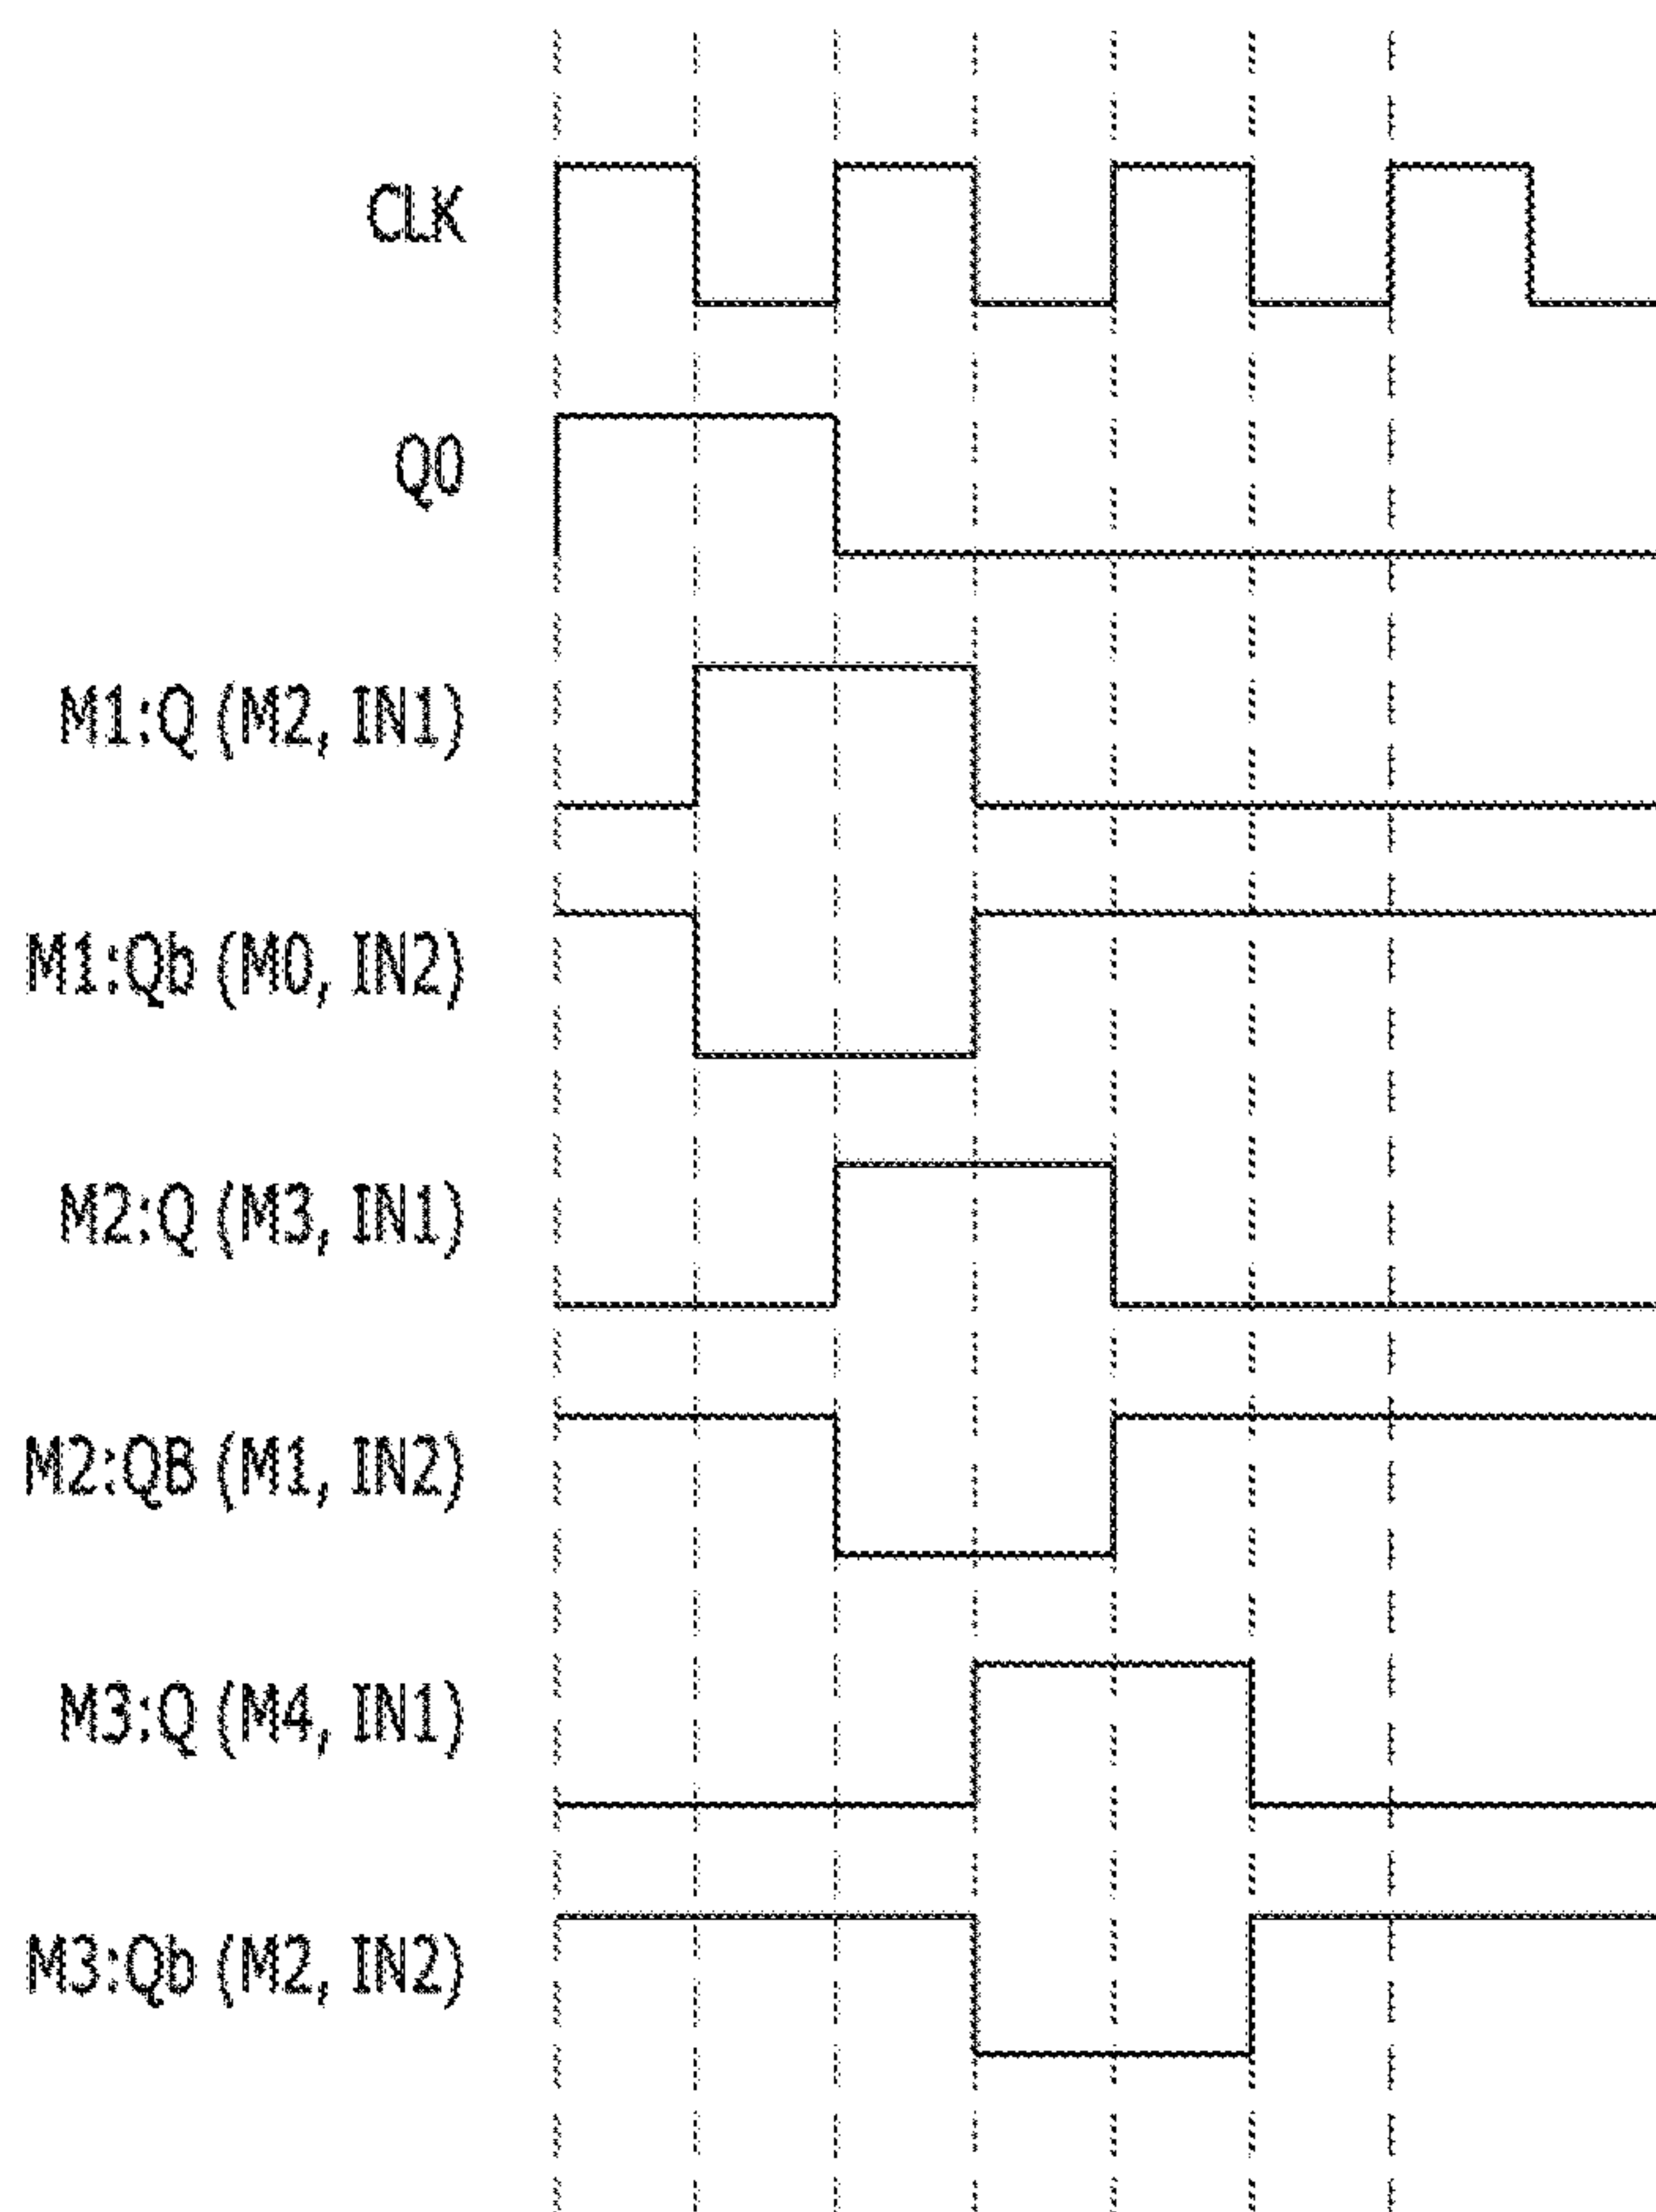 CLK
Q0
M1:Q (M2, IN1)
M1:Qb (M0, IN2)
M2:Q (M3, IN1)
M2:QB (M1, IN2)
M3:Q (M4, IN1)
M3:Qb (M2, IN2)